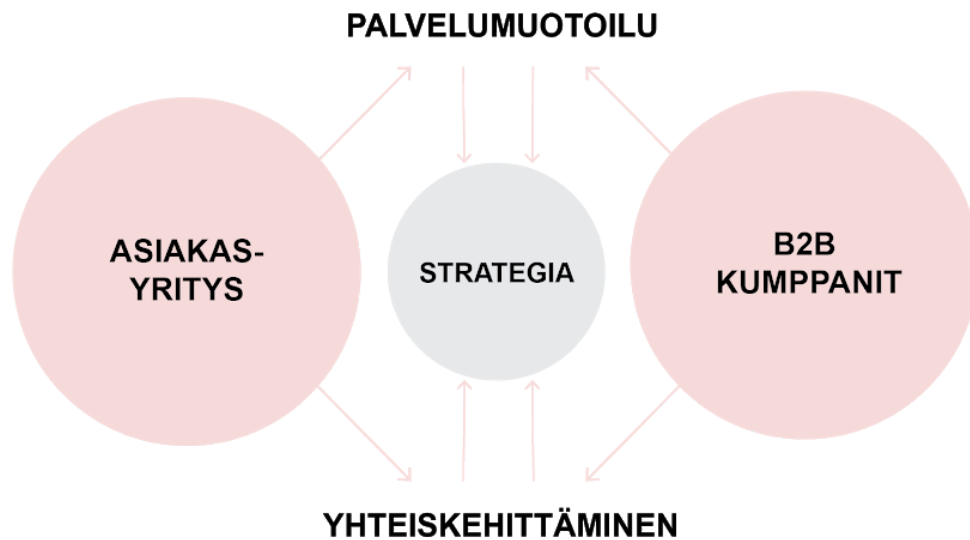 PALVELUMUOTOILU
ASIAKAS-
YRITYS
STRATEGIA
B2B
KUMPPANIT
YHTEISKEHITTÄMINEN